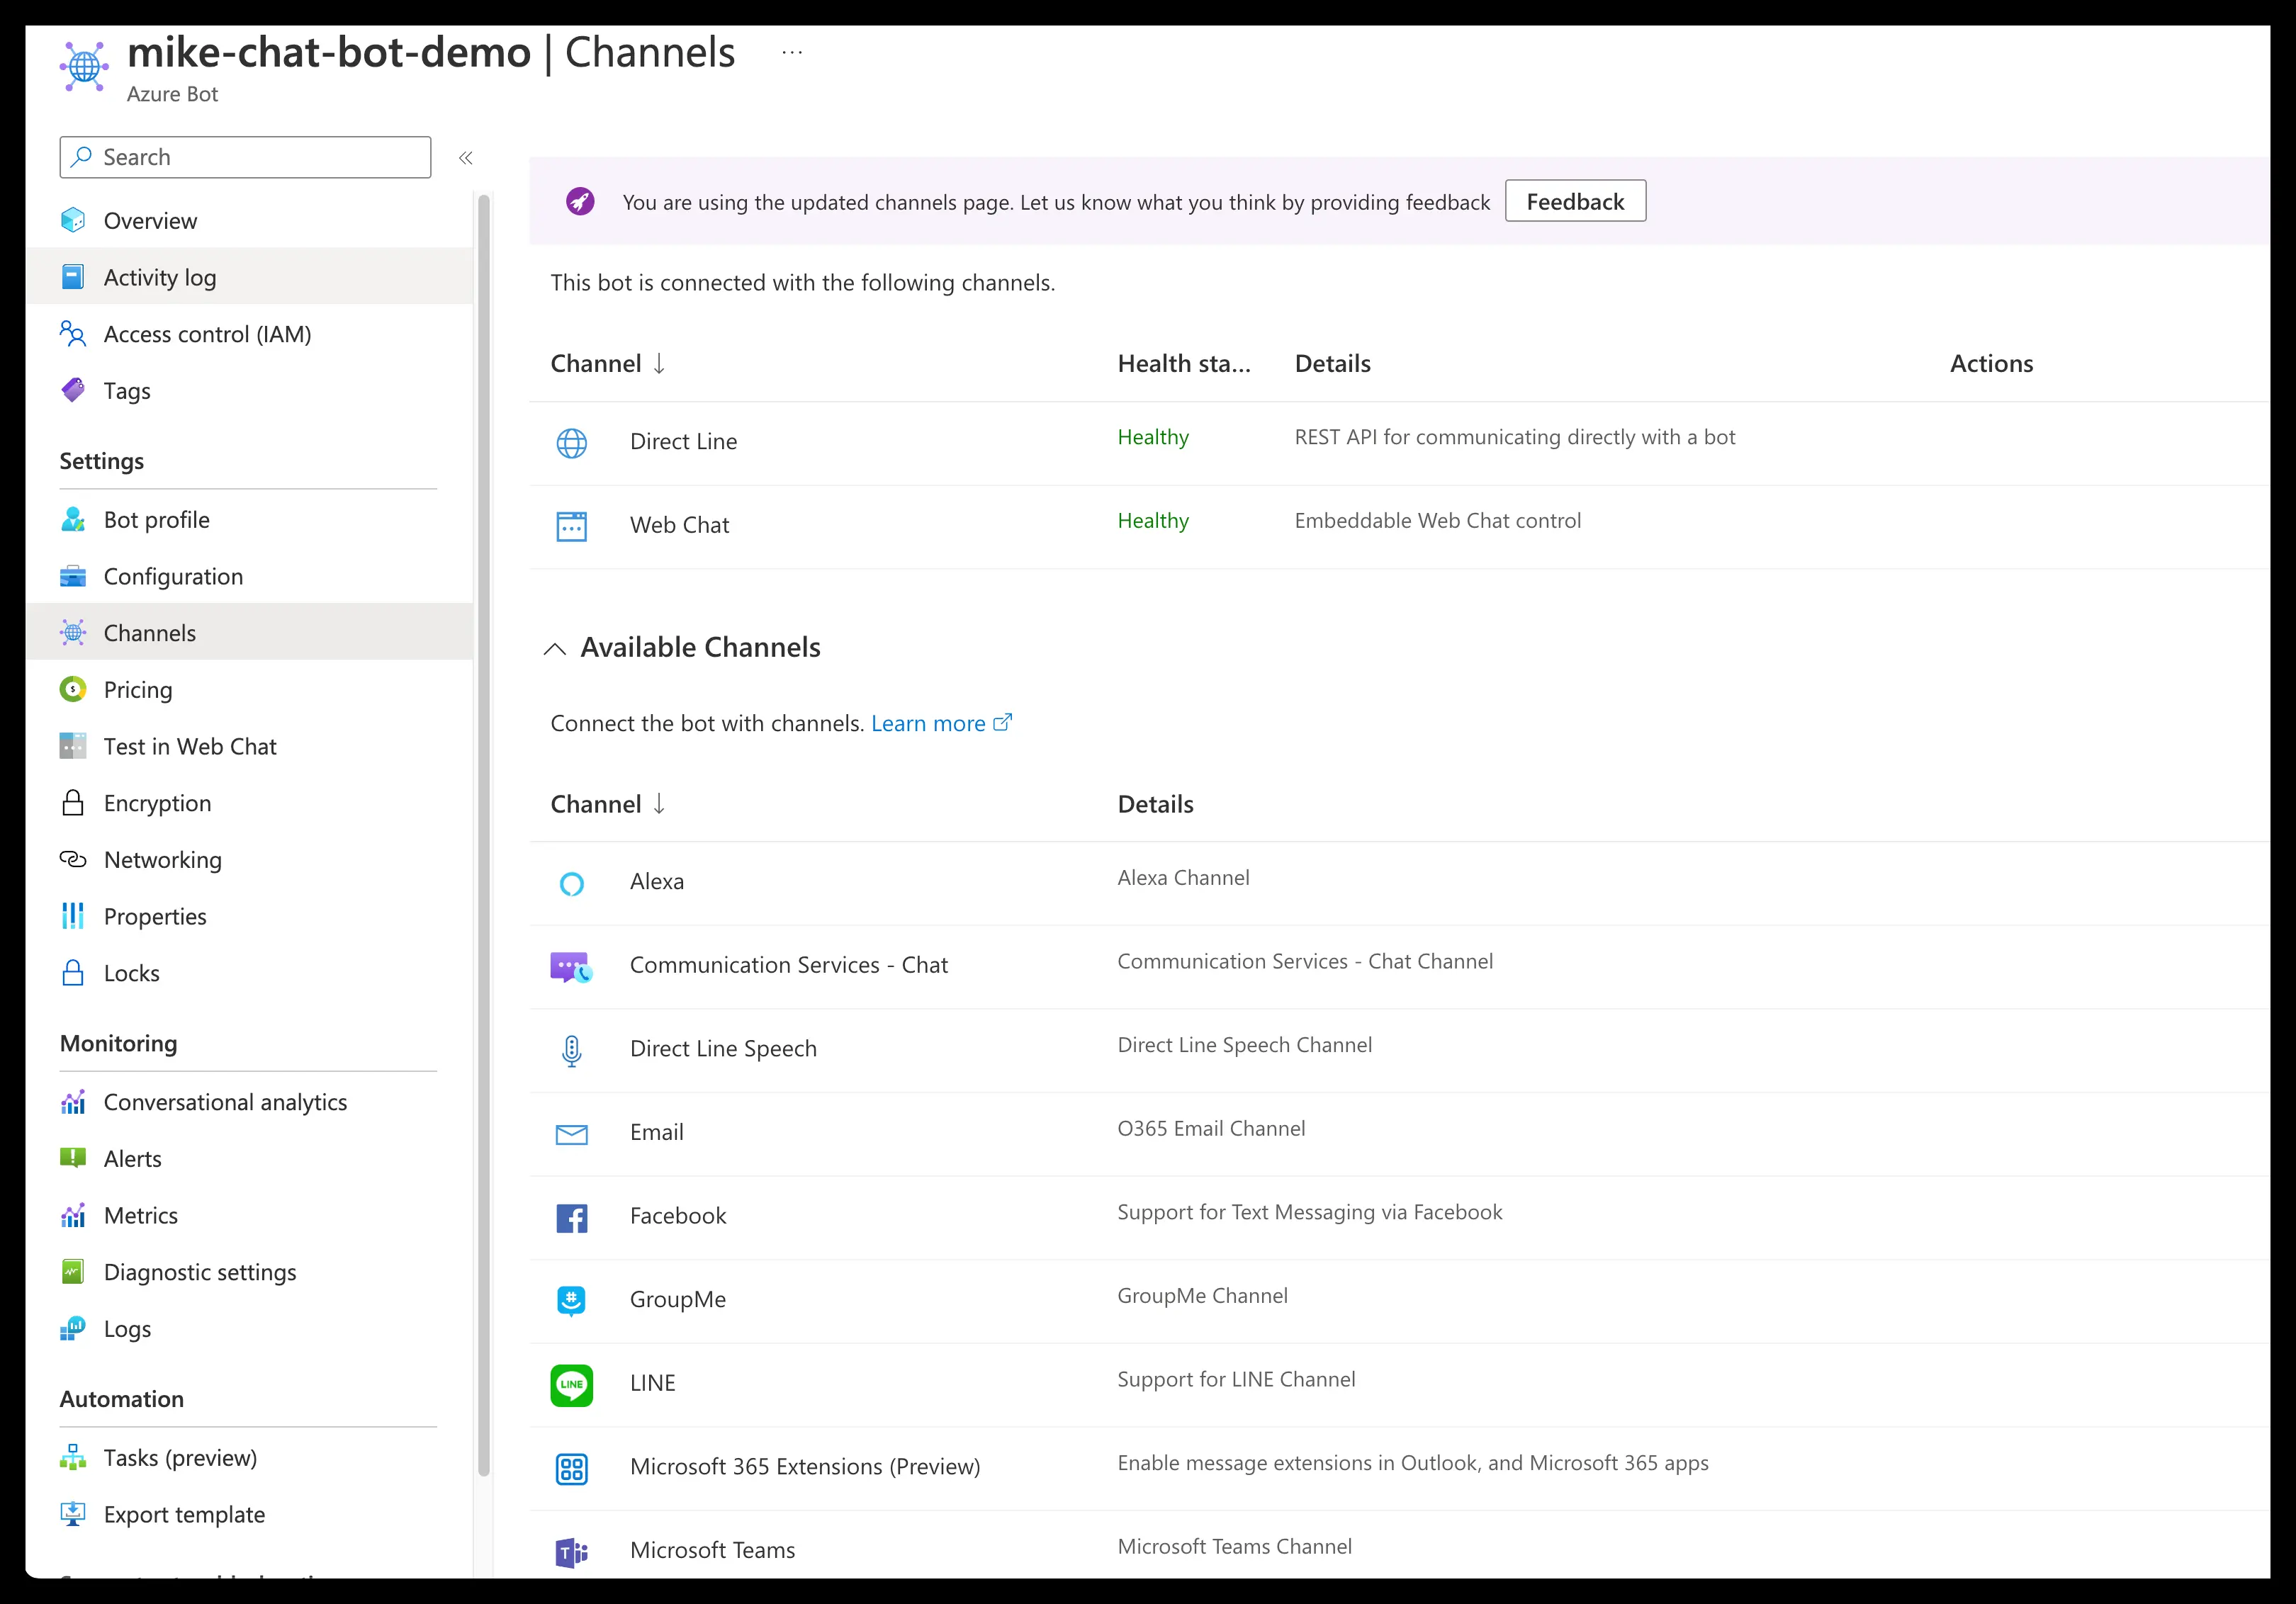 mike-chat-bot-demo | Channels ...
Azure Bot
Search
«
Overview
Activity log
Access control (IAM)
Tags
Settings
Bot profile
Configuration
Channels
Pricing
Test in Web Chat
Encryption
Networking
Properties
Locks
Monitoring
Conversational analytics
Alerts
Metrics
Diagnostic settings
Logs
Automation
Tasks (preview)
Export template
You are using the updated channels page. Let us know what you think by providing feedback Feedback
This bot is connected with the following channels.
Channel ↓ Health sta... Details Actions
Direct Line Healthy REST API for communicating directly with a bot
Web Chat Healthy Embeddable Web Chat control
Available Channels
Connect the bot with channels. Learn more
Channel ↓ Details
Alexa Alexa Channel
Communication Services - Chat Communication Services - Chat Channel
Direct Line Speech Direct Line Speech Channel
Email O365 Email Channel
Facebook Support for Text Messaging via Facebook
GroupMe GroupMe Channel
LINE LINE Support for LINE Channel
Microsoft 365 Extensions (Preview) Enable message extensions in Outlook, and Microsoft 365 apps
Microsoft Teams Microsoft Teams Channel